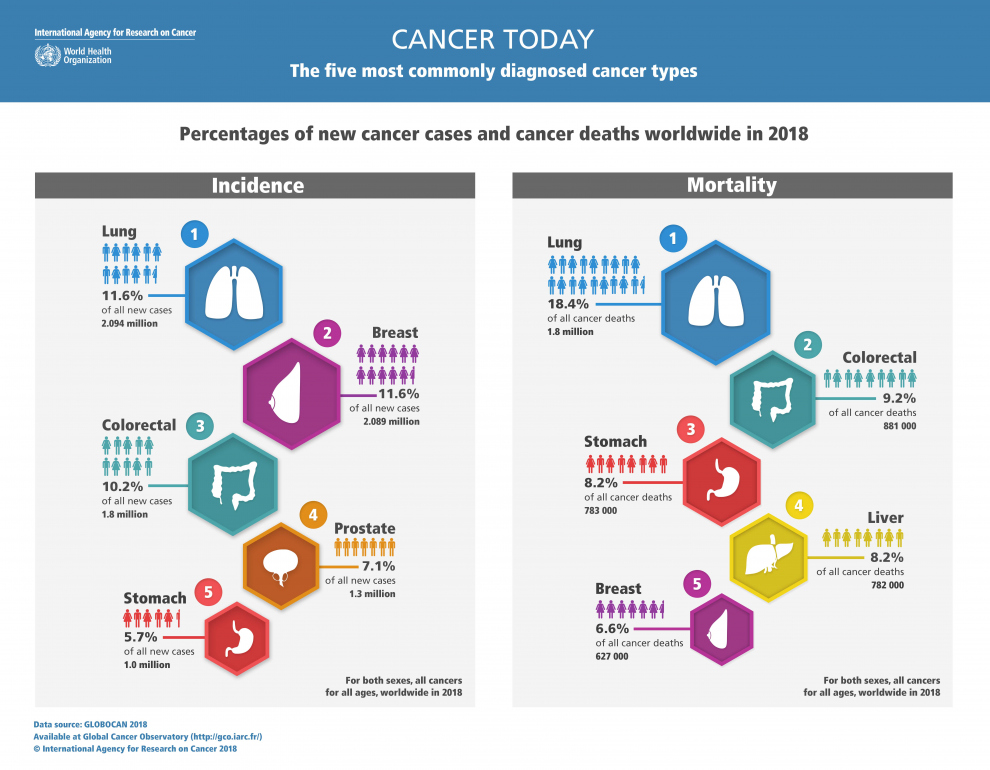 International Agency for Research on Cancer
World Health
Organization
CANCER TODAY
The five most commonly diagnosed cancer types
Percentages of new cancer cases and cancer deaths worldwide in 2018
Incidence
Lung
1
11.6%
of all new cases
2.094 million
2
Breast
11.6%
of all new cases
2.089 million
Colorectal
3
10.2%
of all new cases
1.8 million
4
Prostate
7.1%
of all new cases
1.3 million
Stomach
5
5.7%
of all new cases
1.0 million
For both sexes, all cancers
for all ages, worldwide in 2018
Mortality
Lung
1
18.4%
of all cancer deaths
1.8 million
2
Colorectal
9.2%
of all cancer deaths
881 000
Stomach
3
8.2%
of all cancer deaths
783 000
4
Liver
8.2%
of all cancer deaths
782 000
Breast
5
6.6%
of all cancer deaths
627 000
For both sexes, all cancers
for all ages, worldwide in 2018
Data source: GLOBOCAN 2018
Available at Global Cancer Observatory (http://gco.iarc.fr/)
© International Agency for Research on Cancer 2018